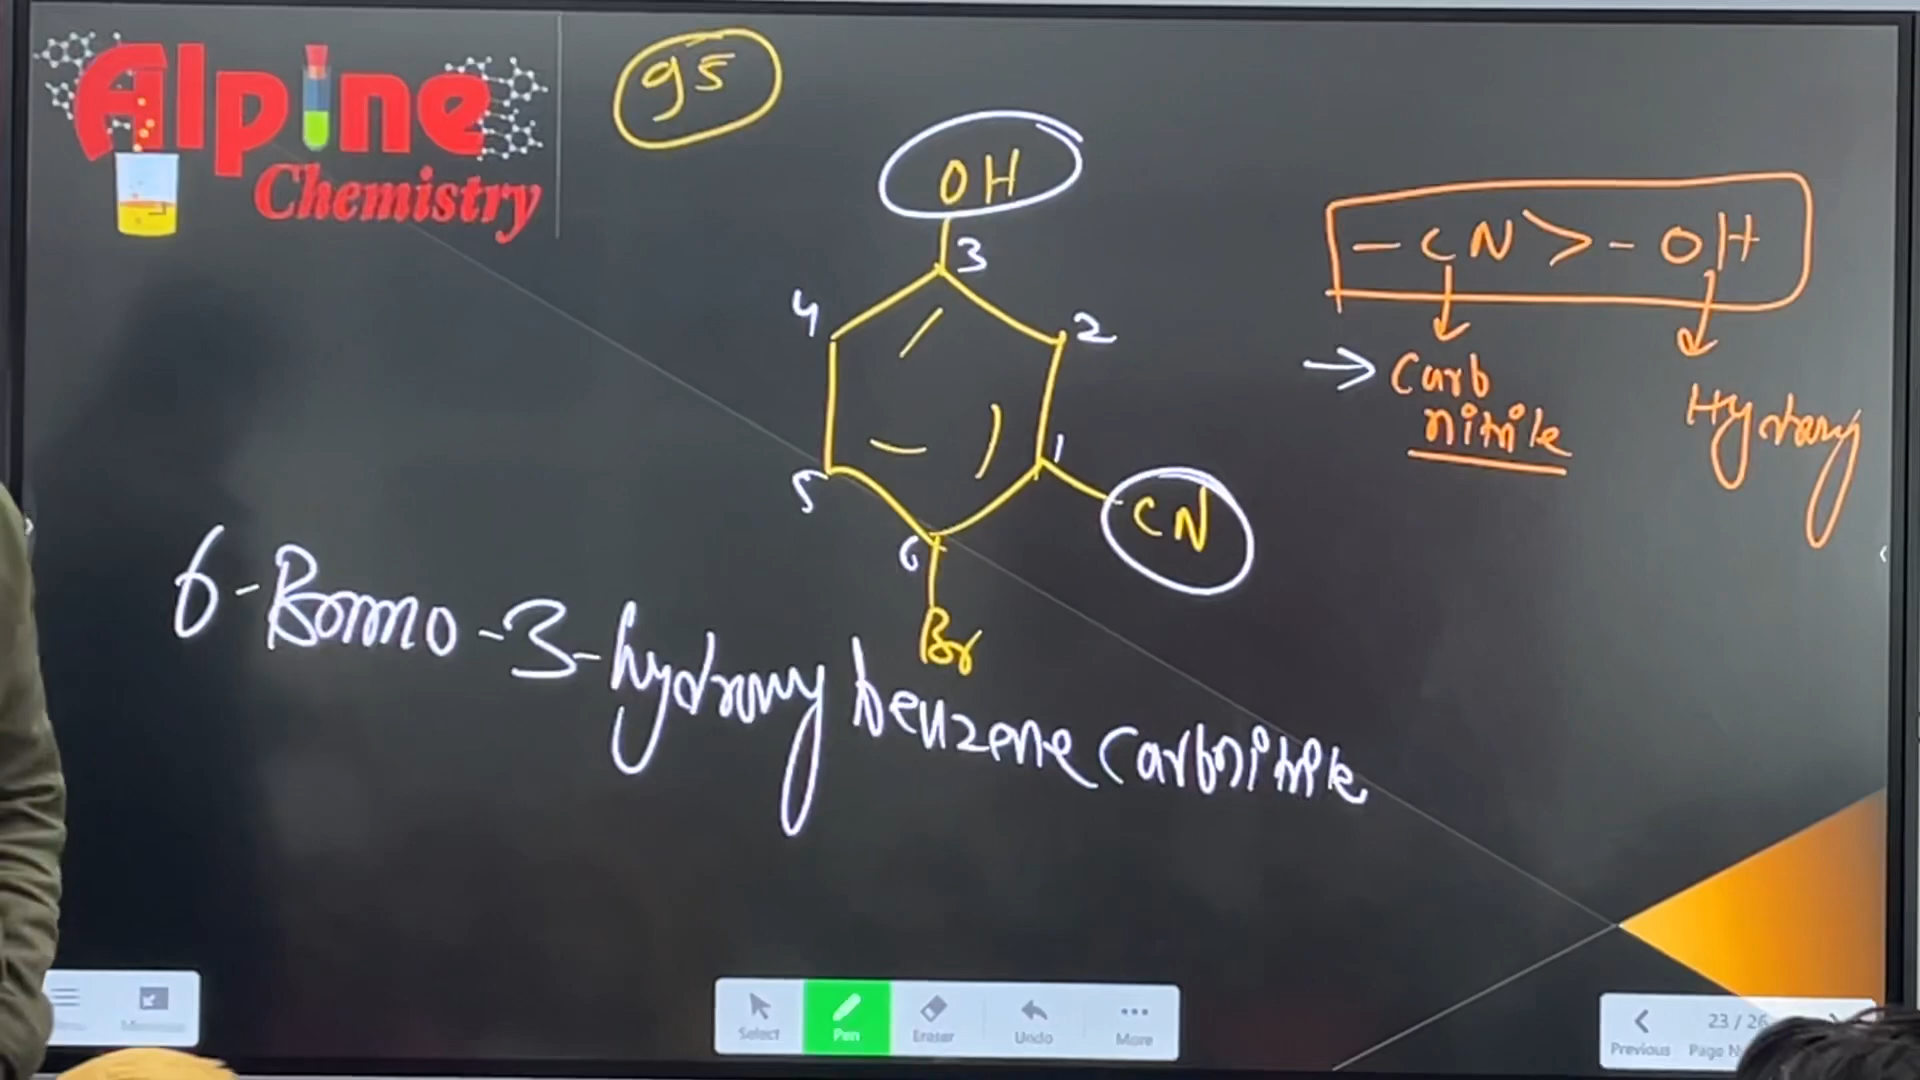 Alpine
Chemistry
95
OH
3
4
2
- CN > - OH
Carb
nitrile
Hydroxy
1
5
CN
6
Br
6-Bromo-3-hydroxy benzene carbnitrile
Select
Pen
Eraser
Undo
More
23 / 26
Previous
Page N